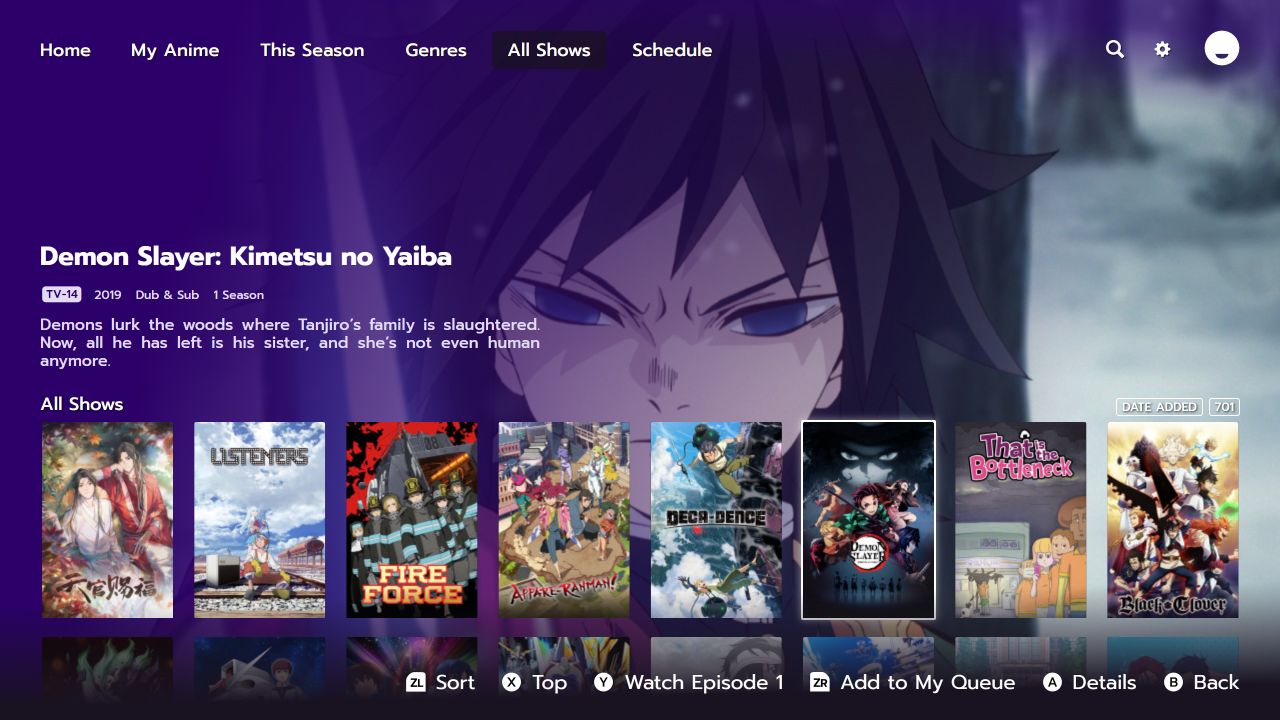 Home My Anime This Season Genres All Shows Schedule
Demon Slayer: Kimetsu no Yaiba
TV-14 2019 Dub & Sub 1 Season
Demons lurk the woods where Tanjiro’s family is slaughtered.
Now, all he has left is his sister, and she’s not even human
anymore.
All Shows
DATE ADDED 701
天官赐福
LISTENERS
08
FIRE
FORCE
APPARE-RANMAN!
DECA-DENCE
DEMON
SLAYER
That is
the
Bottleneck
Black Clover
ZL Sort X Top Y Watch Episode 1 ZR Add to My Queue A Details B Back